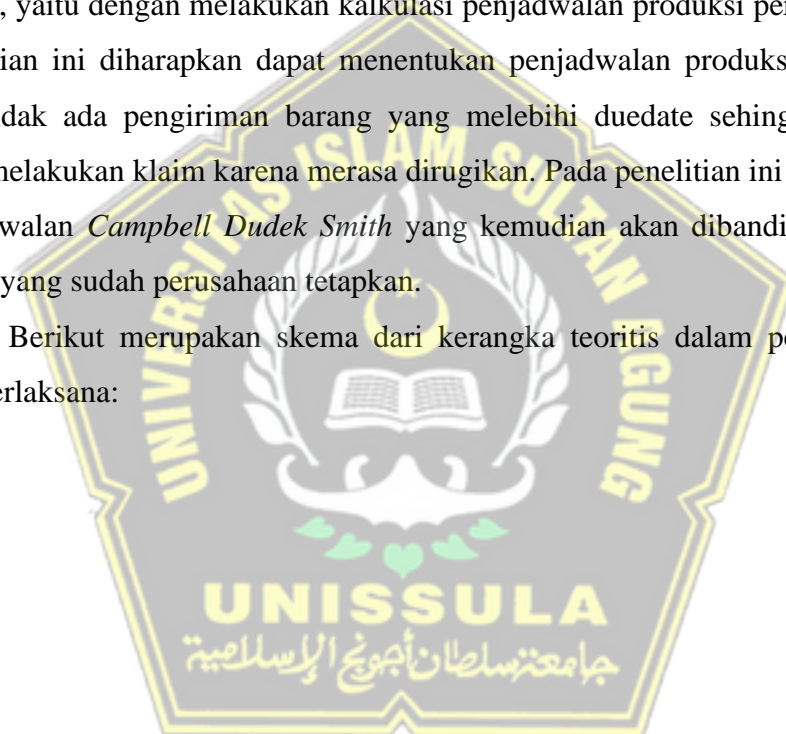 , yaitu dengan melakukan kalkulasi penjadwalan produksi per
ian ini diharapkan dapat menentukan penjadwalan produks
dak ada pengiriman barang yang melebihi duedate sehing
melakukan klaim karena merasa dirugikan. Pada penelitian ini
walan Campbell Dudek Smith yang kemudian akan dibandi
yang sudah perusahaan tetapkan.
Berikut merupakan skema dari kerangka teoritis dalam pe
erlaksana:
UNIVERSITAS ISLAM SULTAN AGUNG
UNISSULA
جامعة سلطان أجونج الإسلامية